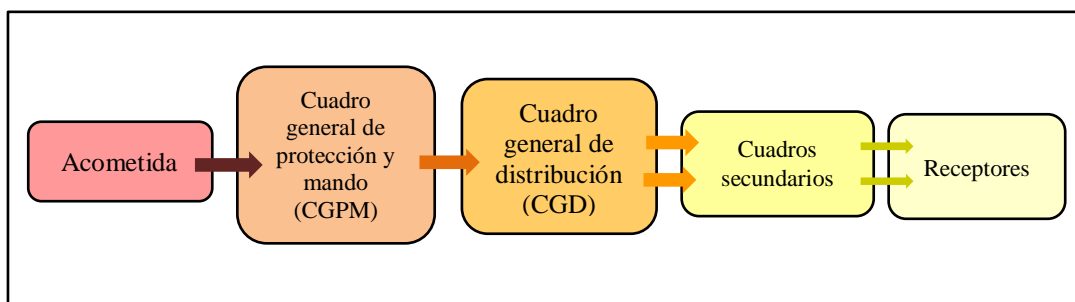 Acometida
Cuadro
general de
protección y
mando
(CGPM)
Cuadro
general de
distribución
(CGD)
Cuadros
secundarios
Receptores